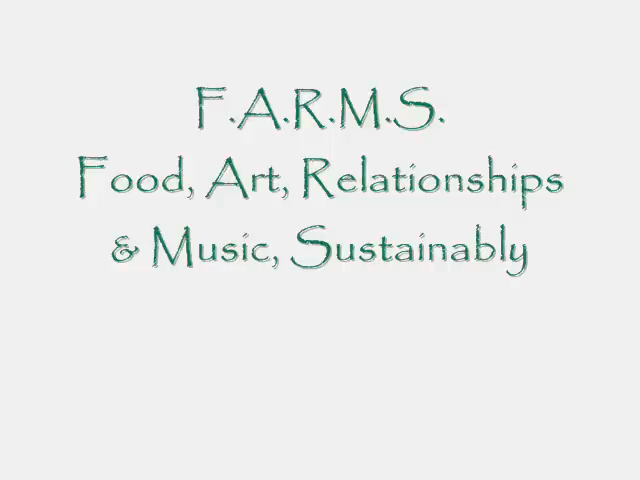 F.A.R.M.S.
Food, Art, Relationships
& Music, Sustainably